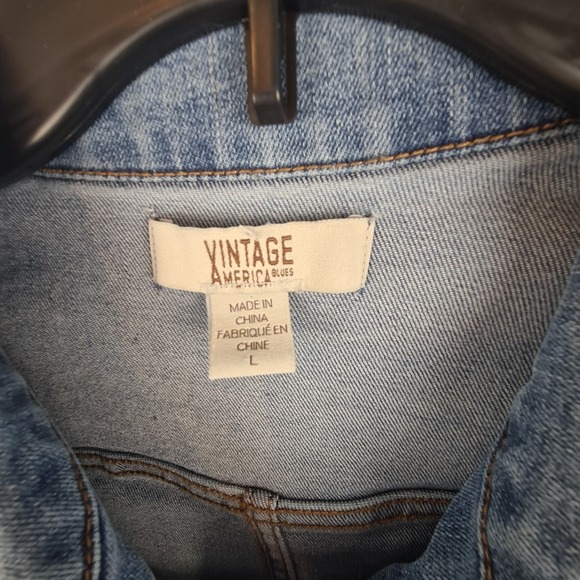 VINTAGE
AMERICA BLUES
MADE IN
CHINA
FABRIQUÉ EN
CHINE
L